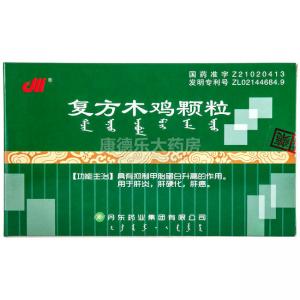 国药准字 Z21020413
发明专利号 ZL02144684.9
复方木鸡颗粒
康德乐大药房
【功能主治】具有抑制甲胎蛋白升高的作用。
用于肝炎,肝硬化,肝癌。
丹东药业集团有限公司